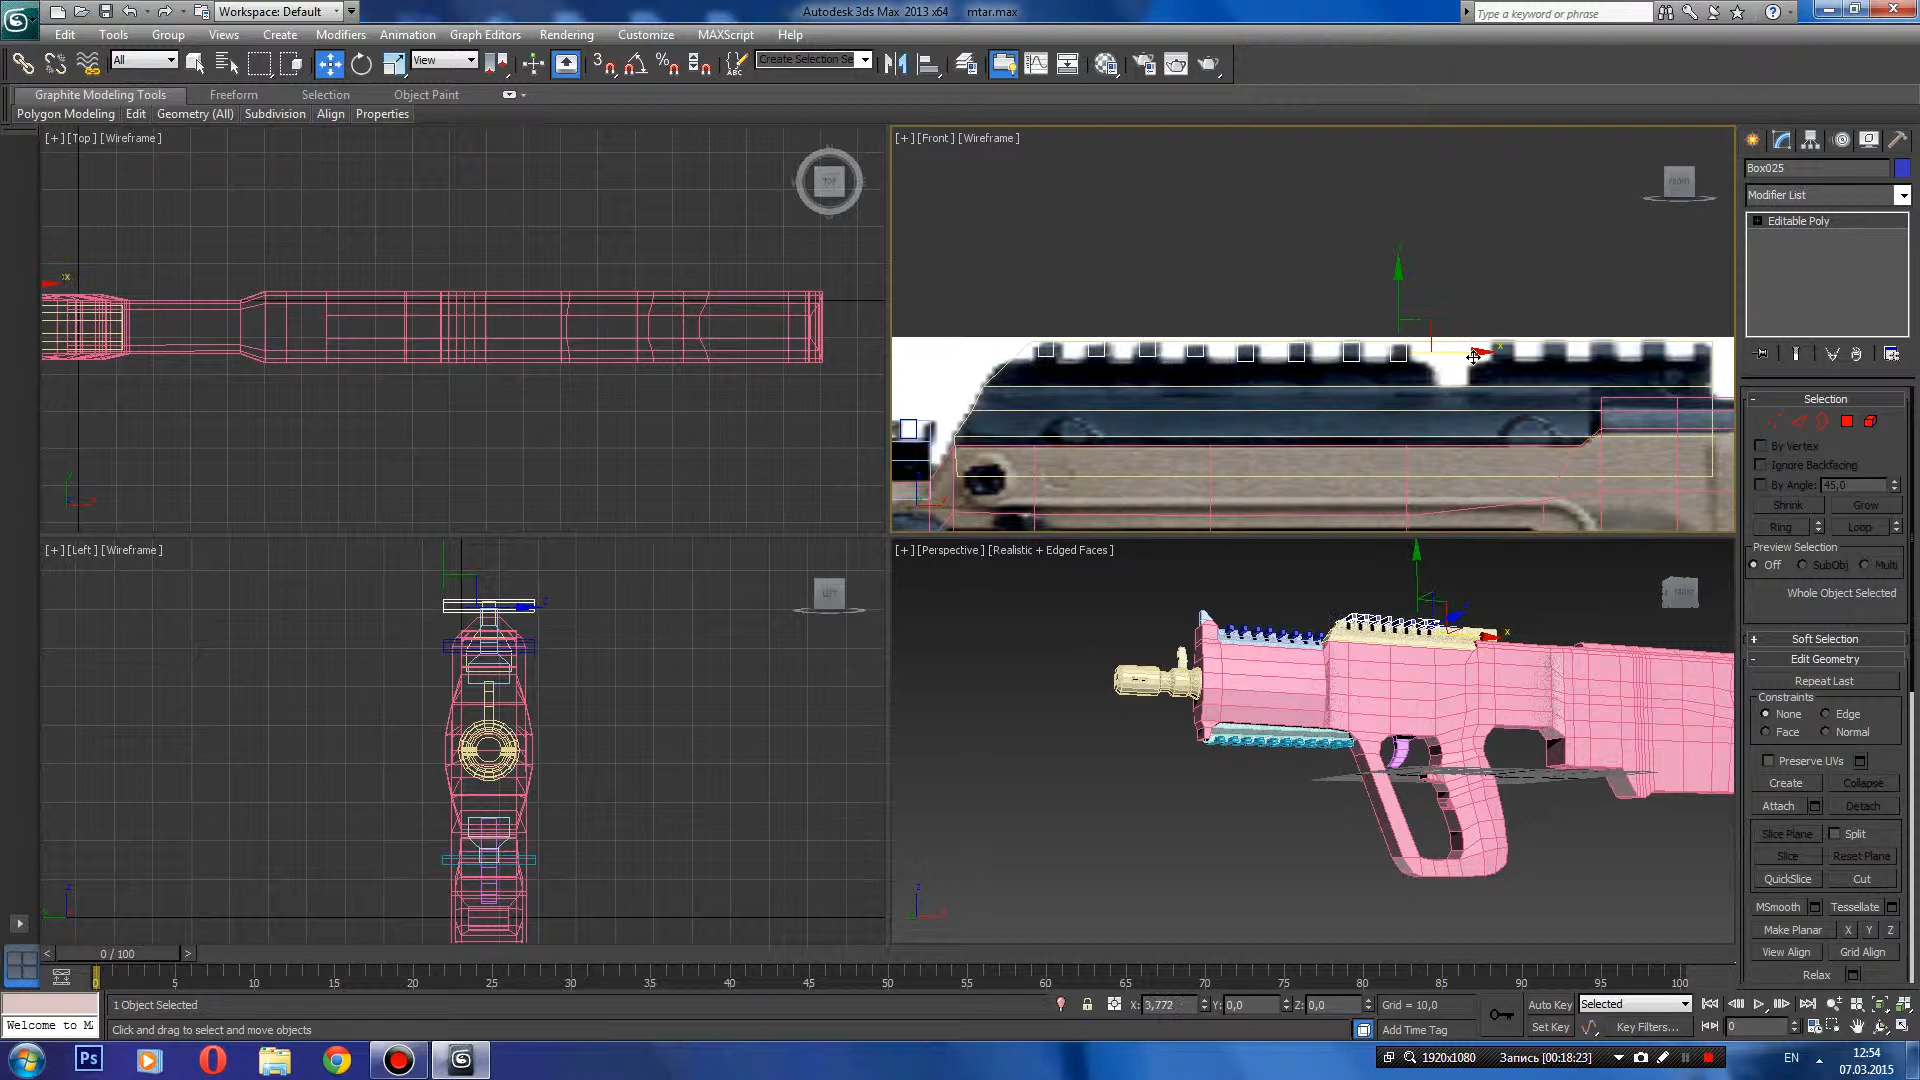 Workspace: Default
Autodesk 3ds Max  2013 x64      mtar.max
Type a keyword or phrase
Edit Tools Group Views Create Modifiers Animation Graph Editors Rendering Customize MAXScript Help
All
View
3
Create Selection Se
Graphite Modeling Tools Freeform Selection Object Paint
Polygon Modeling Edit Geometry (All) Subdivision Align Properties
[+] [Top] [Wireframe]
TOP
[+] [Front] [Wireframe]
FRONT
[+] [Left] [Wireframe]
LEFT
[+] [Perspective] [Realistic + Edged Faces]
Box025
Modifier List
Editable Poly
Selection
By Vertex
Ignore Backfacing
By Angle: 45,0
Shrink Grow
Ring Loop
Preview Selection
Off SubObj Multi
Whole Object Selected
Soft Selection
Edit Geometry
Repeat Last
Constraints
None Edge
Face Normal
Preserve UVs
Create Collapse
Attach Detach
Slice Plane Split
Slice Reset Plane
QuickSlice Cut
MSmooth Tessellate
Make Planar X Y Z
View Align Grid Align
Relax
0 / 100
0 5 10 15 20 25 30 35 40 45 50 55 60 65 70 75 80 85 90 95 100
1 Object Selected
X: 3,772 Y: 0,0 Z: 0,0 Grid = 10,0
Auto Key Selected
Welcome to M
Click and drag to select and move objects
Add Time Tag
Set Key Key Filters... 0
Ps
1920x1080 Запись [00:18:23]
EN
12:54
07.03.2015